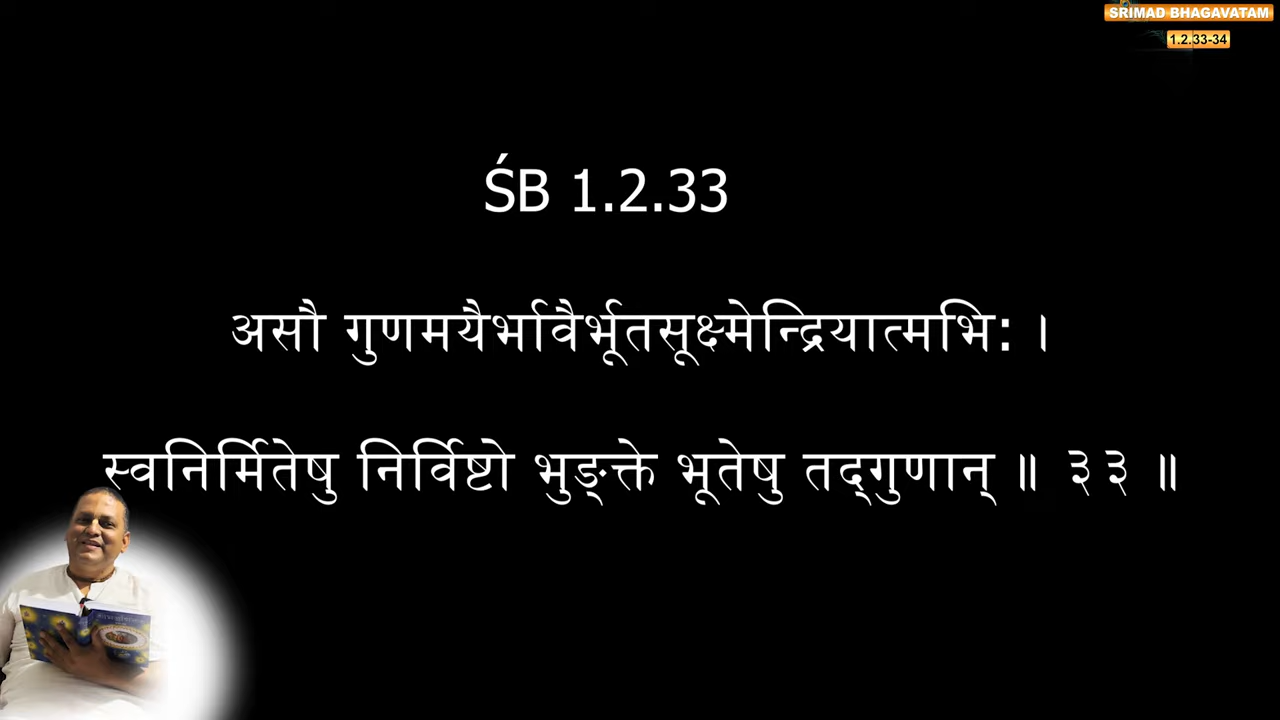 SRIMAD BHAGAVATAM
1.2.33-34
ŚB 1.2.33
असौ गुणमयैर्भावैर्भूतसूक्ष्मेन्द्रियात्मभिः ।
स्वनिर्मितेषु निर्विष्टो भुङ्क्ते भूतेषु तद्गुणान् ॥ ३३ ॥